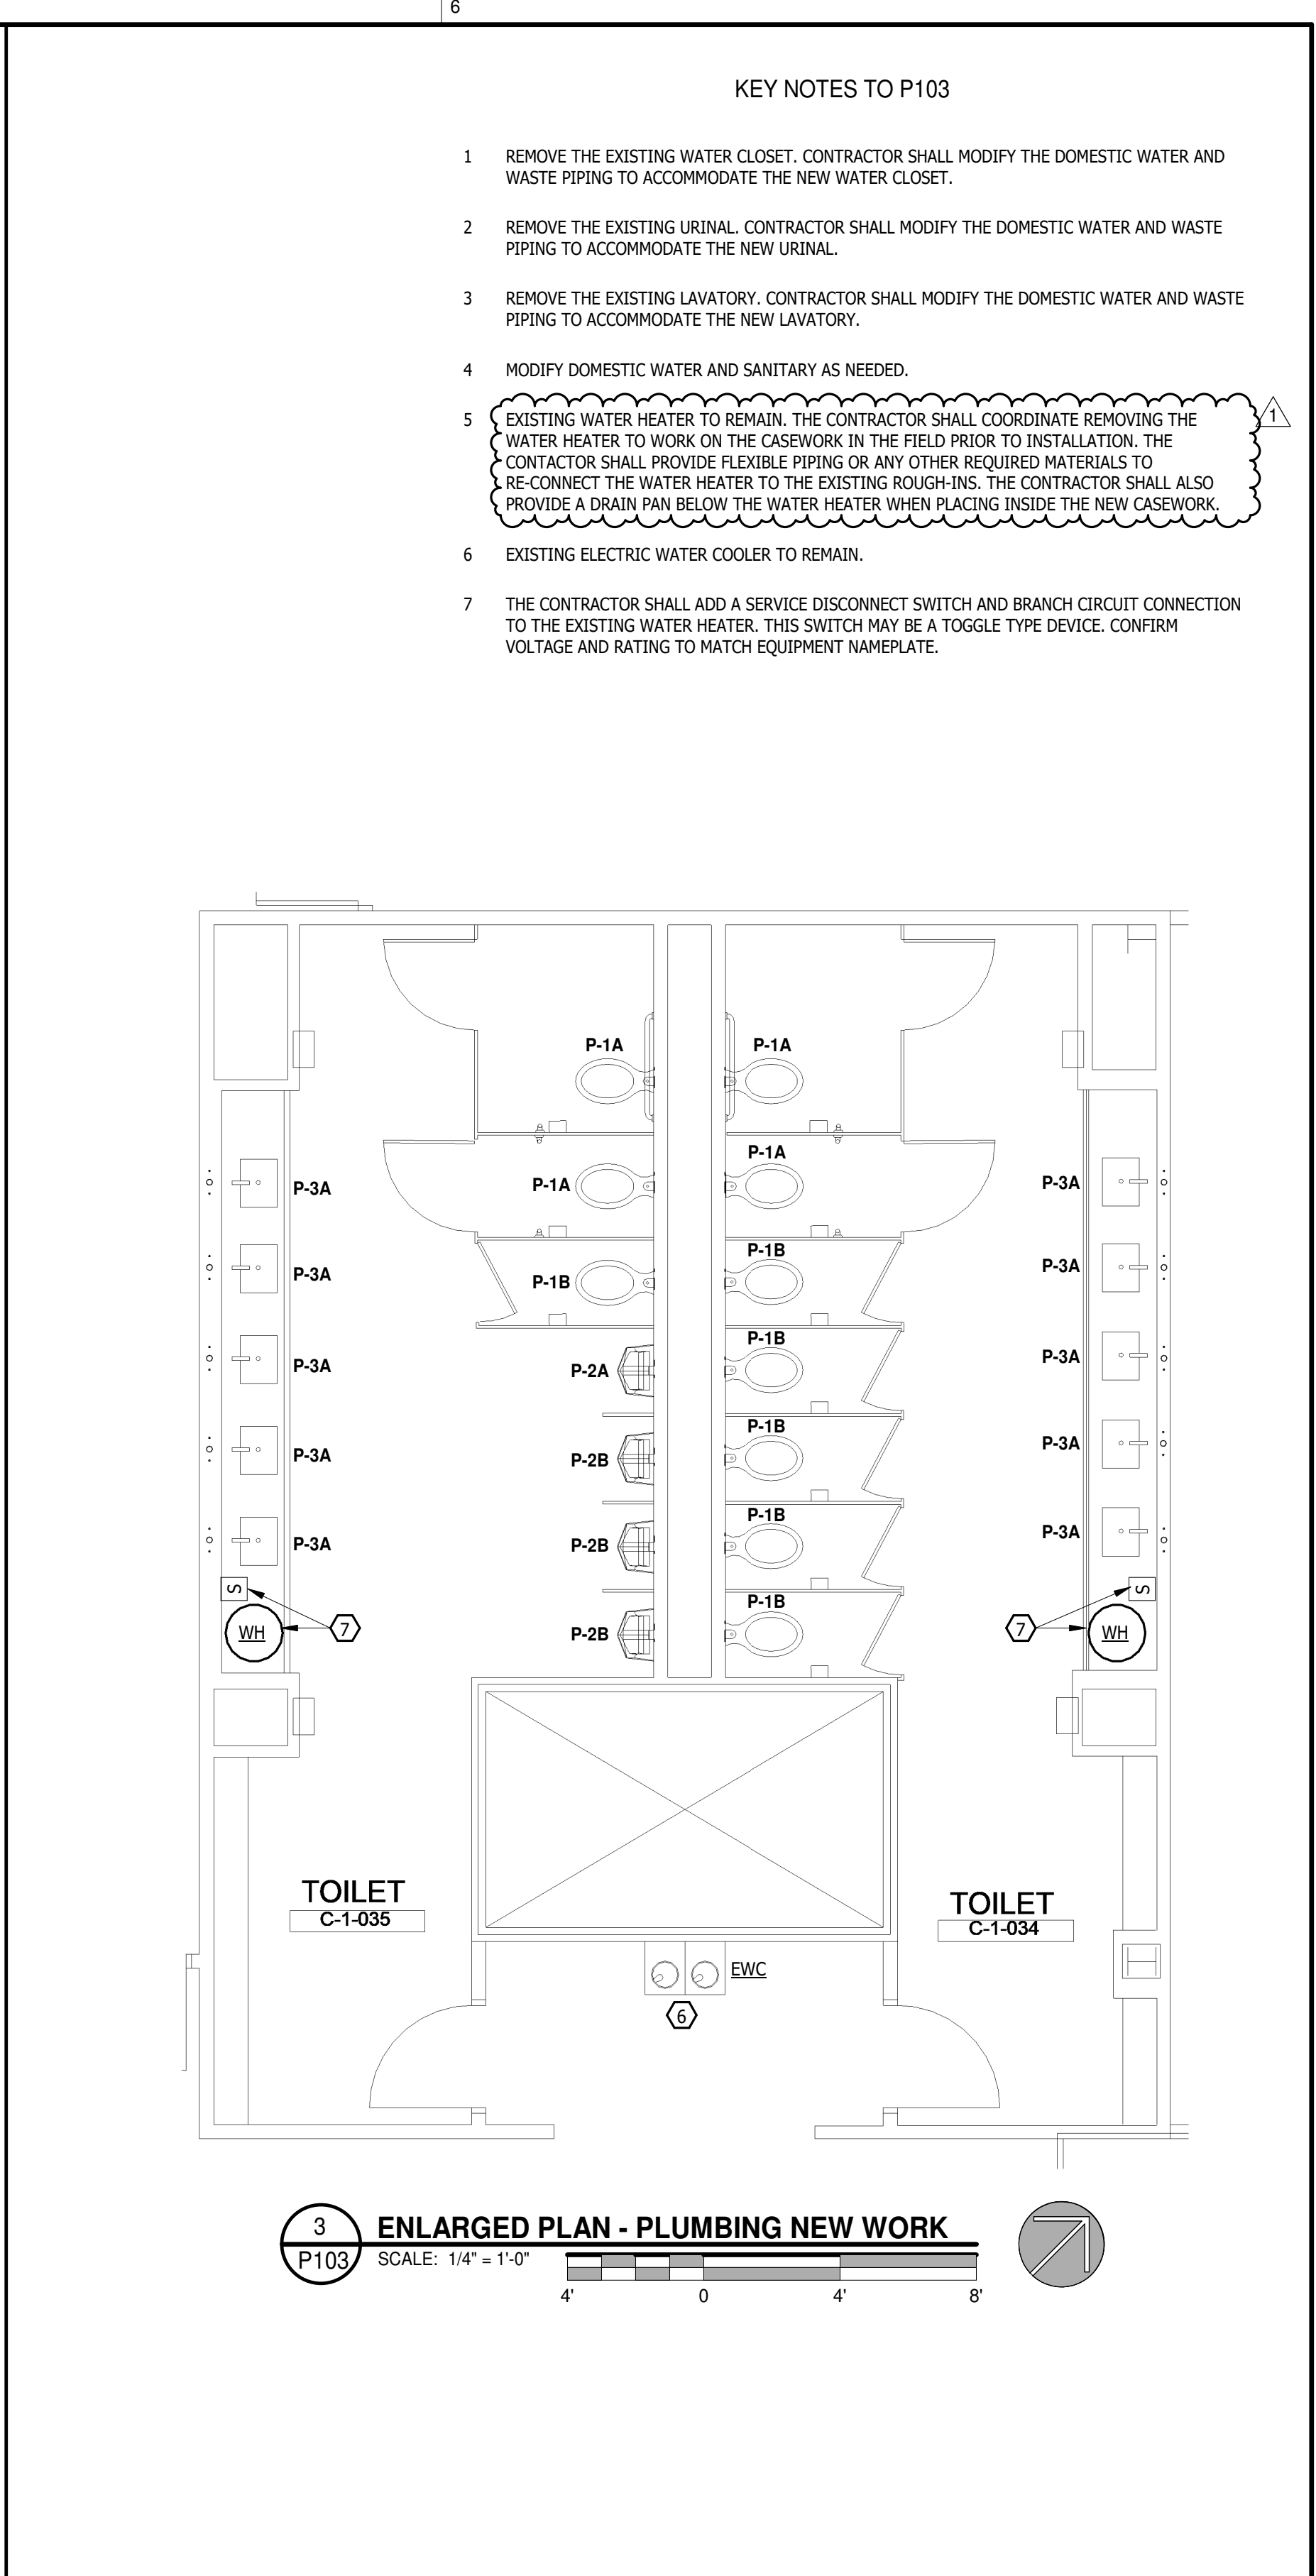 6
KEY NOTES TO P103
1 REMOVE THE EXISTING WATER CLOSET. CONTRACTOR SHALL MODIFY THE DOMESTIC WATER AND
WASTE PIPING TO ACCOMMODATE THE NEW WATER CLOSET.
2 REMOVE THE EXISTING URINAL. CONTRACTOR SHALL MODIFY THE DOMESTIC WATER AND WASTE
PIPING TO ACCOMMODATE THE NEW URINAL.
3 REMOVE THE EXISTING LAVATORY. CONTRACTOR SHALL MODIFY THE DOMESTIC WATER AND WASTE
PIPING TO ACCOMMODATE THE NEW LAVATORY.
4 MODIFY DOMESTIC WATER AND SANITARY AS NEEDED.
5 EXISTING WATER HEATER TO REMAIN. THE CONTRACTOR SHALL COORDINATE REMOVING THE
WATER HEATER TO WORK ON THE CASEWORK IN THE FIELD PRIOR TO INSTALLATION. THE
CONTACTOR SHALL PROVIDE FLEXIBLE PIPING OR ANY OTHER REQUIRED MATERIALS TO
RE-CONNECT THE WATER HEATER TO THE EXISTING ROUGH-INS. THE CONTRACTOR SHALL ALSO
PROVIDE A DRAIN PAN BELOW THE WATER HEATER WHEN PLACING INSIDE THE NEW CASEWORK.
1
6 EXISTING ELECTRIC WATER COOLER TO REMAIN.
7 THE CONTRACTOR SHALL ADD A SERVICE DISCONNECT SWITCH AND BRANCH CIRCUIT CONNECTION
TO THE EXISTING WATER HEATER. THIS SWITCH MAY BE A TOGGLE TYPE DEVICE. CONFIRM
VOLTAGE AND RATING TO MATCH EQUIPMENT NAMEPLATE.
P-1A P-1A
P-1A
P-3A P-1A P-3A
P-1B
P-3A P-1B P-3A
P-1B
P-3A P-2A P-3A
P-1B
P-3A P-2B P-3A
P-1B
P-3A P-2B P-3A
S S
P-1B
WH 7 P-2B 7 WH
TOILET
C-1-035
TOILET
C-1-034
EWC
6
3
P103
ENLARGED PLAN - PLUMBING NEW WORK
SCALE: 1/4" = 1'-0"
4' 0 4' 8'